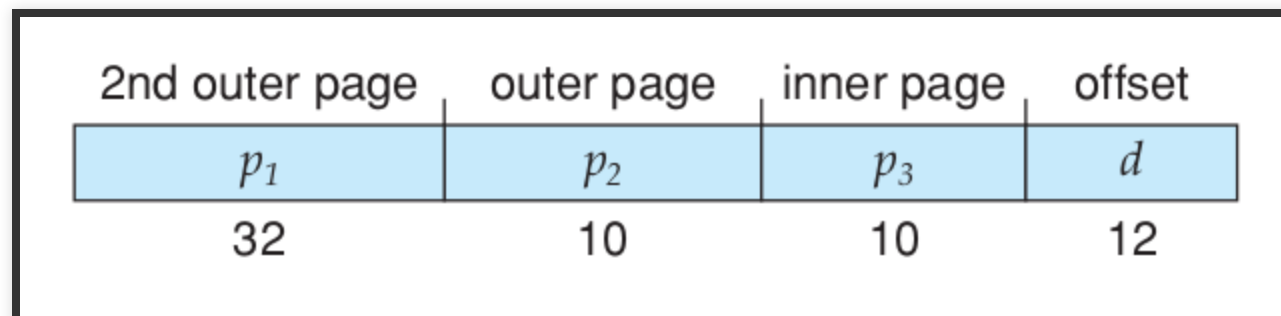 2nd outer page outer page inner page offset
p1 p2 p3 d
32 10 10 12